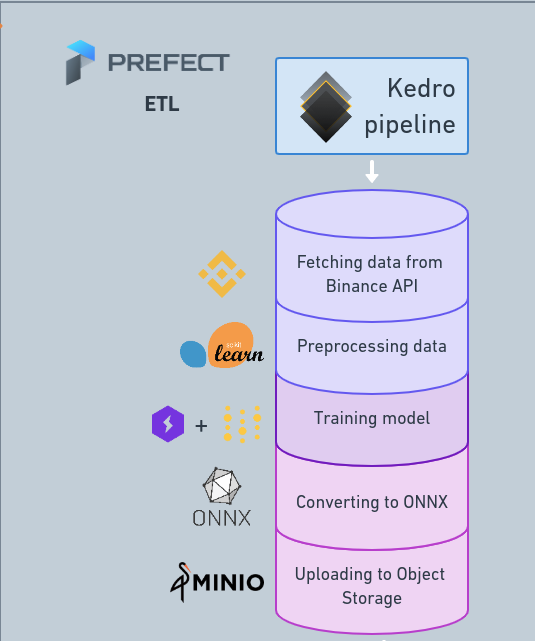 PREFECT
ETL
Kedro
pipeline
Fetching data from
Binance API
scikit
learn
Preprocessing data
+
Training model
ONNX
Converting to ONNX
MINIO
Uploading to Object
Storage